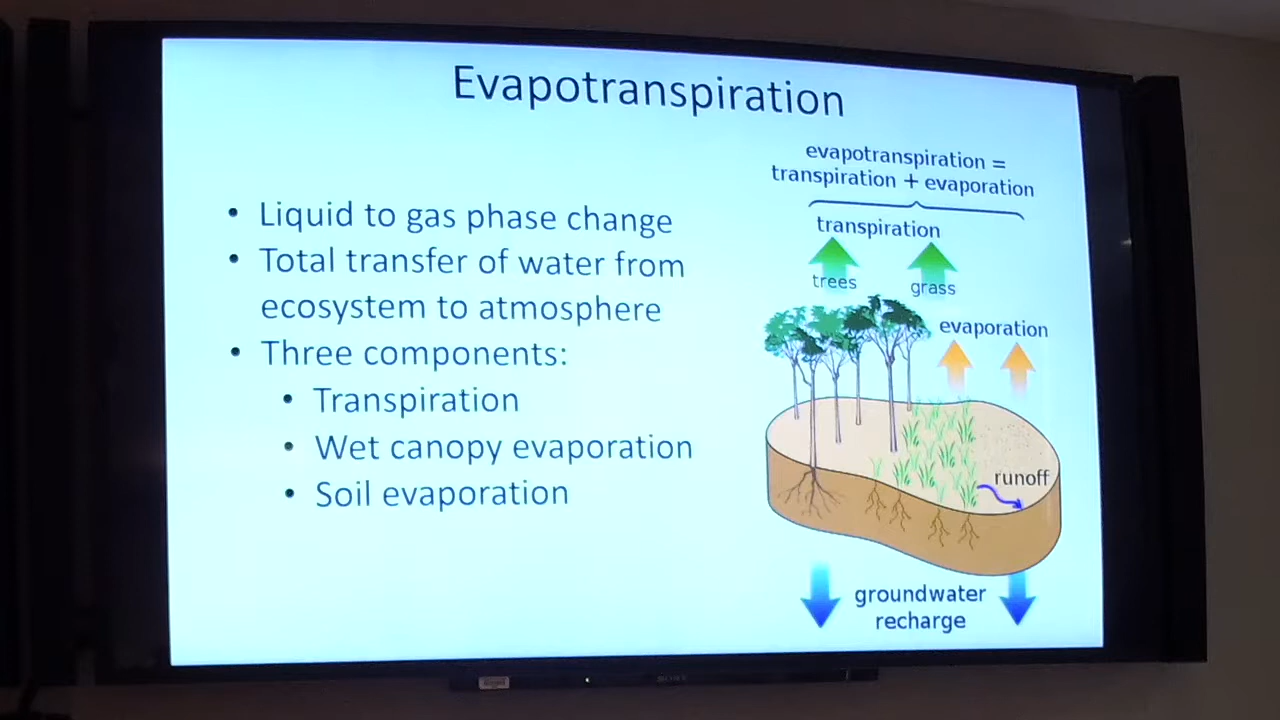 Evapotranspiration
• Liquid to gas phase change
• Total transfer of water from
ecosystem to atmosphere
• Three components:
• Transpiration
• Wet canopy evaporation
• Soil evaporation
evapotranspiration =
transpiration + evaporation
transpiration
trees
grass
evaporation
runoff
groundwater
recharge
SONY